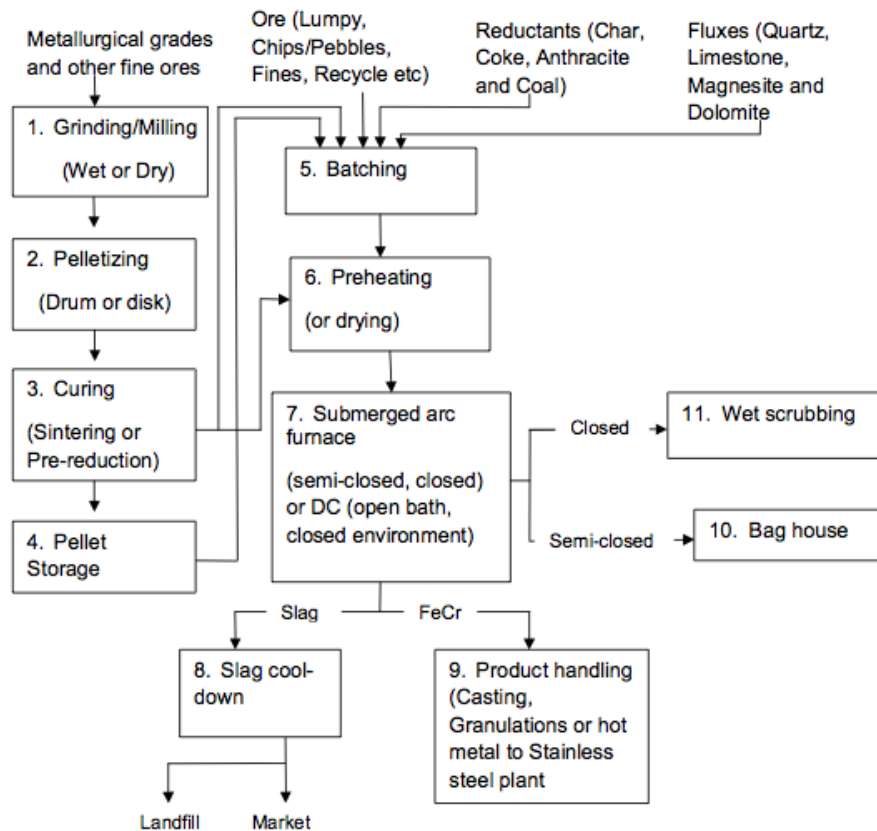 Metallurgical grades
and other fine ores
Ore (Lumpy,
Chips/Pebbles,
Fines, Recycle etc)
Reductants (Char,
Coke, Anthracite
and Coal)
Fluxes (Quartz,
Limestone,
Magnesite and
Dolomite
1. Grinding/Milling
(Wet or Dry)
2. Pelletizing
(Drum or disk)
3. Curing
(Sintering or
Pre-reduction)
4. Pellet
Storage
5. Batching
6. Preheating
(or drying)
7. Submerged arc
furnace
(semi-closed, closed)
or DC (open bath,
closed environment)
Closed
11. Wet scrubbing
Semi-closed
10. Bag house
Slag
FeCr
8. Slag cool-
down
9. Product handling
(Casting,
Granulations or hot
metal to Stainless
steel plant
Landfill
Market